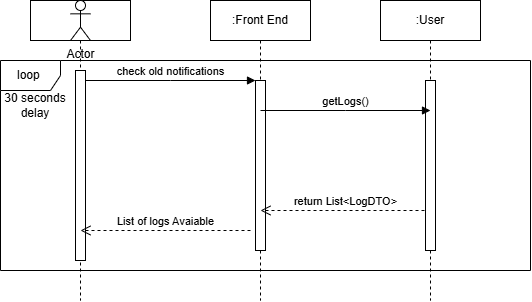 :Front End
:User
Actor
loop
30 seconds
delay
check old notifications
getLogs()
return List<LogDTO>
List of logs Avaiable